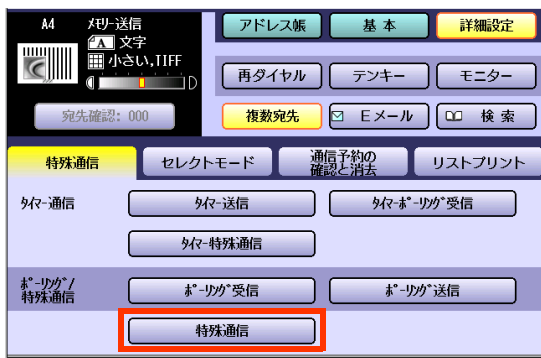 A4 ﾒﾓﾘｰ送信
A 文字
小さい,TIFF
D
宛先確認: 000
アドレス帳 基本 詳細設定
再ダイヤル テンキー モニター
複数宛先 Eメール 検索
特殊通信 セレクトモード 通信予約の
確認と消去 リストプリント
ﾀｲﾏｰ通信 ﾀｲﾏｰ送信 ﾀｲﾏｰﾎﾟｰﾘﾝｸﾞ受信
ﾀｲﾏｰ特殊通信
ﾎﾟｰﾘﾝｸﾞ/
特殊通信 ﾎﾟｰﾘﾝｸﾞ受信 ﾎﾟｰﾘﾝｸﾞ送信
特殊通信